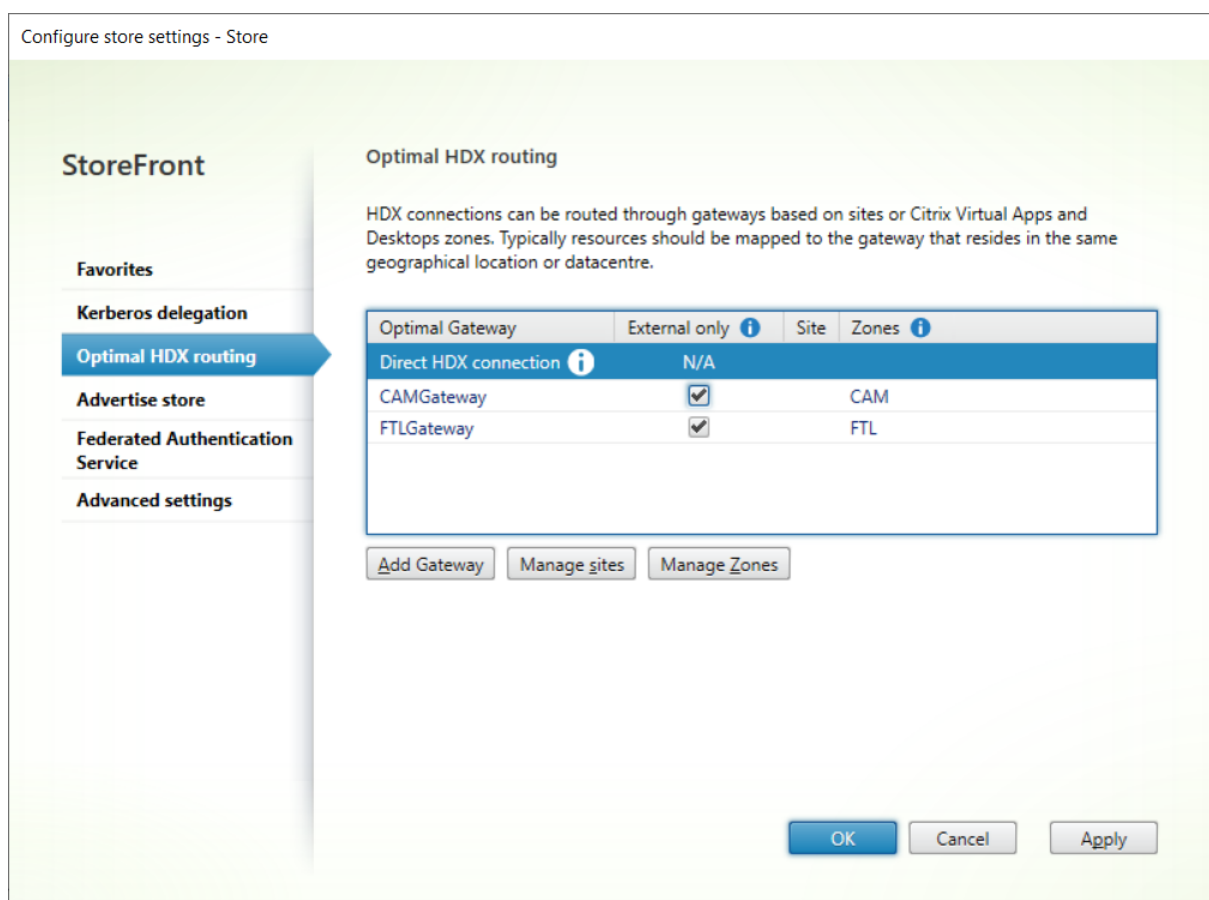 Configure store settings - Store
StoreFront
Favorites
Kerberos delegation
Optimal HDX routing
Advertise store
Federated Authentication
Service
Advanced settings
Optimal HDX routing
HDX connections can be routed through gateways based on sites or Citrix Virtual Apps and
Desktops zones. Typically resources should be mapped to the gateway that resides in the same
geographical location or datacentre.
Optimal Gateway External only i Site Zones i
Direct HDX connection i N/A
CAMGateway CAM
FTLGateway FTL
Add Gateway Manage sites Manage Zones
OK Cancel Apply